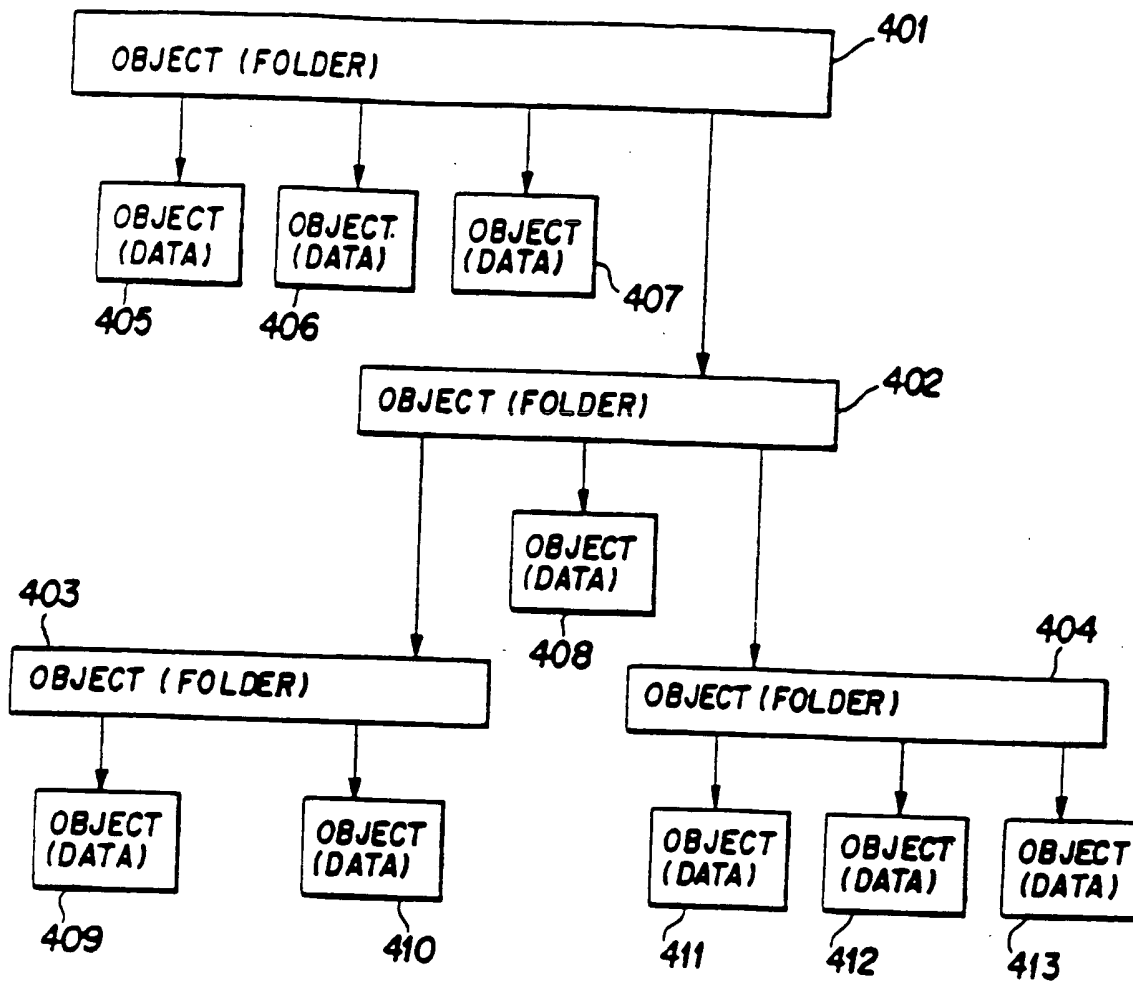 401
OBJECT (FOLDER)
OBJECT
(DATA)
OBJECT.
(DATA)
OBJECT
(DATA)
405
406
407
402
OBJECT (FOLDER)
OBJECT
(DATA)
408
403
OBJECT (FOLDER)
404
OBJECT (FOLDER)
OBJECT
(DATA)
OBJECT
(DATA)
OBJECT
(DATA)
OBJECT
(DATA)
OBJECT
(DATA)
409
410
411
412
413